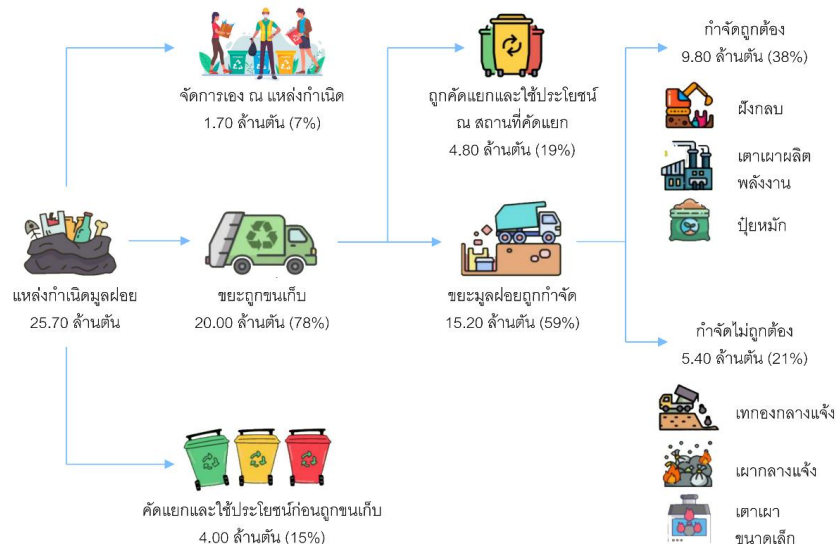 จัดการเอง ณ แหล่งกำเนิด
1.70 ล้านตัน (7%)
ถูกคัดแยกและใช้ประโยชน์
ณ สถานที่คัดแยก
4.80 ล้านตัน (19%)
กำจัดถูกต้อง
9.80 ล้านตัน (38%)
ฝังกลบ
เตาเผาผลิต
พลังงาน
ปุ๋ยหมัก
แหล่งกำเนิดมูลฝอย
25.70 ล้านตัน
ขยะถูกขนเก็บ
20.00 ล้านตัน (78%)
ขยะมูลฝอยถูกกำจัด
15.20 ล้านตัน (59%)
กำจัดไม่ถูกต้อง
5.40 ล้านตัน (21%)
เทกองกลางแจ้ง
เผากลางแจ้ง
เตาเผา
ขนาดเล็ก
คัดแยกและใช้ประโยชน์ก่อนถูกขนเก็บ
4.00 ล้านตัน (15%)